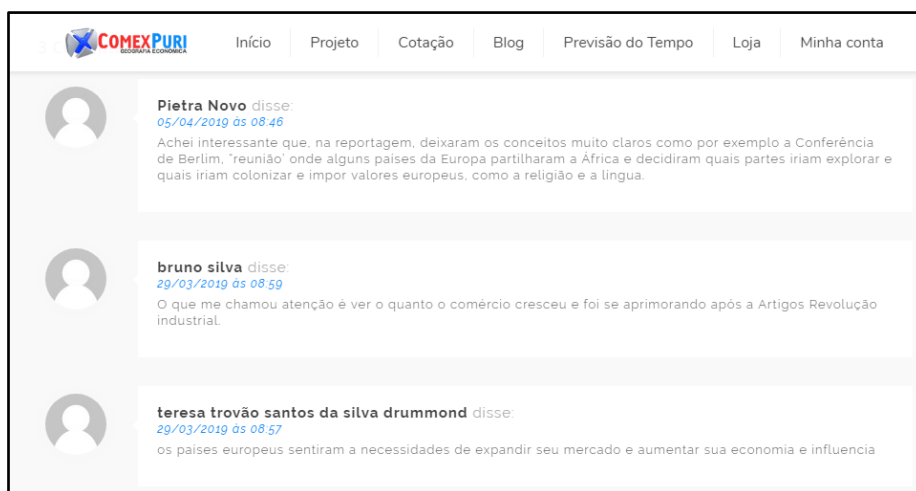 COMEXPURI
GEOGRAFIA ECONÔMICA
Início
Projeto
Cotação
Blog
Previsão do Tempo
Loja
Minha conta
Pietra Novo disse:
05/04/2019 às 08:46
Achei interessante que, na reportagem, deixaram os conceitos muito claros como por exemplo a Conferência
de Berlim, "reunião' onde alguns países da Europa partilharam a África e decidiram quais partes iriam explorar e
quais iriam colonizar e impor valores europeus, como a religião e a língua.
bruno silva disse:
29/03/2019 às 08:59
O que me chamou atenção é ver o quanto o comércio cresceu e foi se aprimorando após a Artigos Revolução
industrial.
teresa trovão santos da silva drummond disse:
29/03/2019 às 08:57
os países europeus sentiram a necessidades de expandir seu mercado e aumentar sua economia e influencia